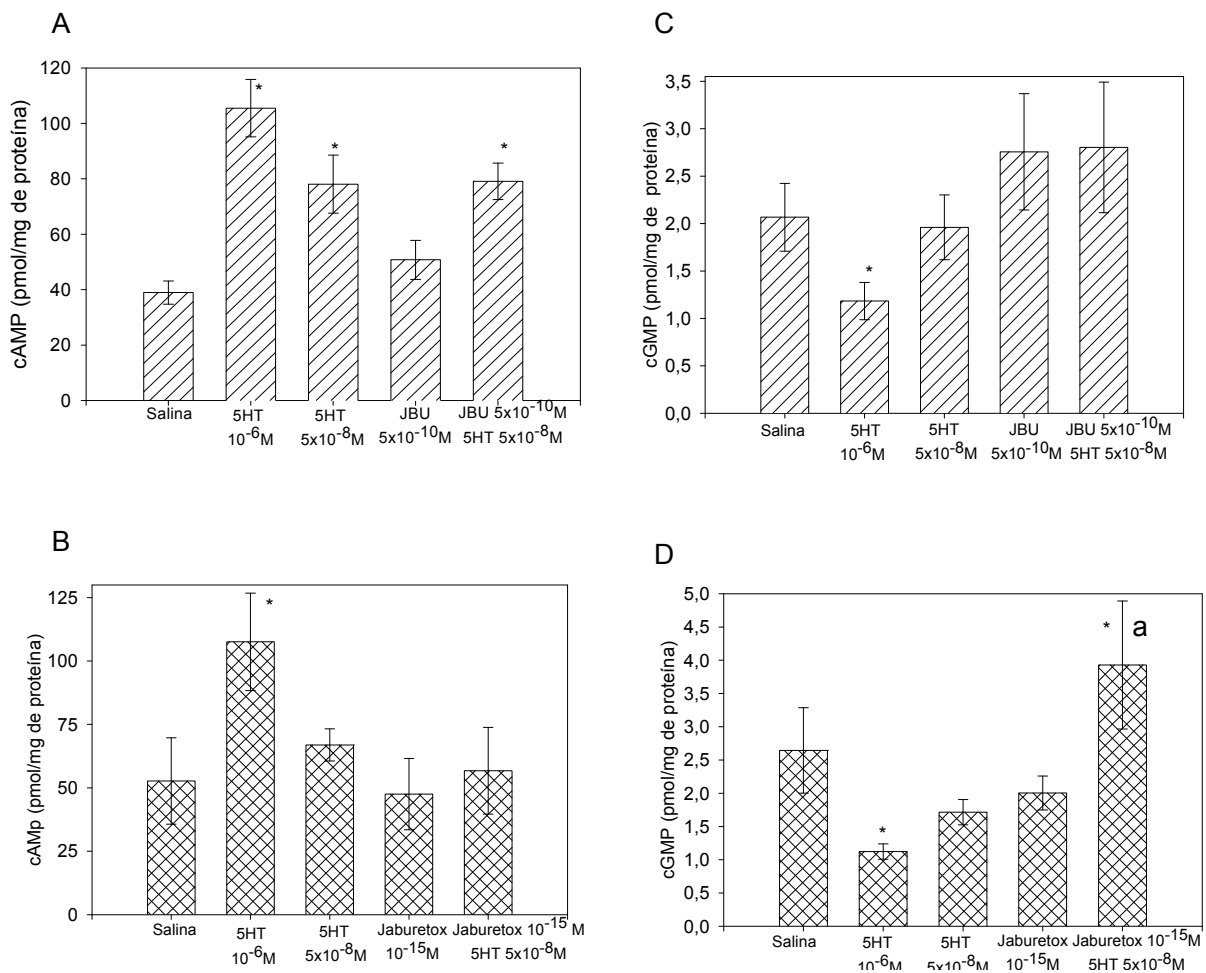 A
cAMP (pmol/mg de proteína)
120
100
80
60
40
20
0
*
*
*
Salina
5HT
10⁻⁶M
5HT
5x10⁻⁸M
JBU
5x10⁻¹⁰M
JBU 5x10⁻¹⁰M
5HT 5x10⁻⁸M
C
cGMP (pmol/mg de proteína)
3,5
3,0
2,5
2,0
1,5
1,0
0,5
0,0
*
Salina
5HT
10⁻⁶M
5HT
5x10⁻⁸M
JBU
5x10⁻¹⁰M
JBU 5x10⁻¹⁰M
5HT 5x10⁻⁸M
B
cAMp (pmol/mg de proteína)
125
100
75
50
25
0
*
Salina
5HT
10⁻⁶M
5HT
5x10⁻⁸M
Jaburetox
10⁻¹⁵M
Jaburetox 10⁻¹⁵ M
5HT 5x10⁻⁸M
D
cGMP (pmol/mg de proteína)
5,0
4,5
4,0
3,5
3,0
2,5
2,0
1,5
1,0
0,5
0,0
*
* a
Salina
5HT
10⁻⁶M
5HT
5x10⁻⁸M
Jaburetox
10⁻¹⁵M
Jaburetox 10⁻¹⁵M
5HT 5x10⁻⁸M